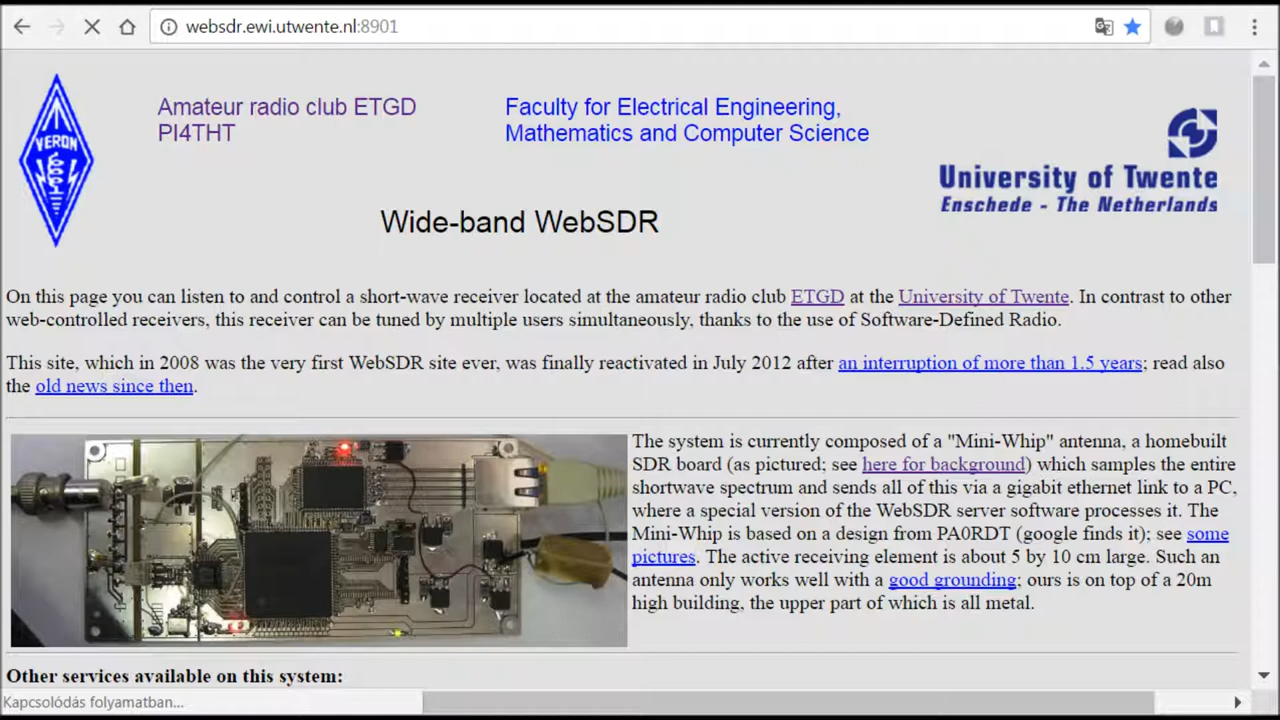 websdr.ewi.utwente.nl:8901
VERON
Amateur radio club ETGD
PI4THT
Faculty for Electrical Engineering,
Mathematics and Computer Science
University of Twente
Enschede - The Netherlands
Wide-band WebSDR
On this page you can listen to and control a short-wave receiver located at the amateur radio club ETGD at the University of Twente. In contrast to other
web-controlled receivers, this receiver can be tuned by multiple users simultaneously, thanks to the use of Software-Defined Radio.
This site, which in 2008 was the very first WebSDR site ever, was finally reactivated in July 2012 after an interruption of more than 1.5 years; read also
the old news since then.
The system is currently composed of a "Mini-Whip" antenna, a homebuilt
SDR board (as pictured; see here for background) which samples the entire
shortwave spectrum and sends all of this via a gigabit ethernet link to a PC,
where a special version of the WebSDR server software processes it. The
Mini-Whip is based on a design from PA0RDT (google finds it); see some
pictures. The active receiving element is about 5 by 10 cm large. Such an
antenna only works well with a good grounding; ours is on top of a 20m
high building, the upper part of which is all metal.
Other services available on this system:
Kapcsolódás folyamatban...